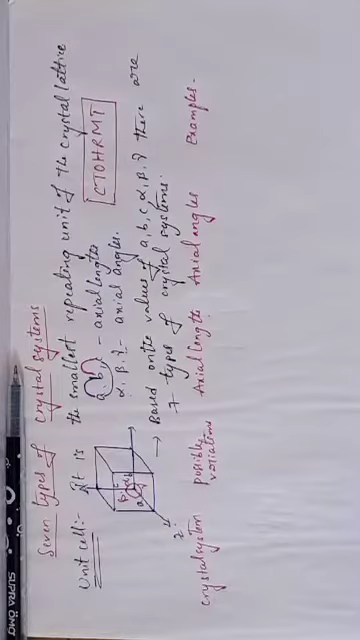 Seven types of crystal systems
Unit cell:- It is the smallest repeating unit of the crystal lattice
a, b, c - axial lengths
α, β, γ - axial angles.
CTOHRMT
→ Based on the values of a, b, c, α, β, γ there are
7 types of crystal systems.
crystal system possible variations Axial lengths Axial angles Examples.
SUPRA